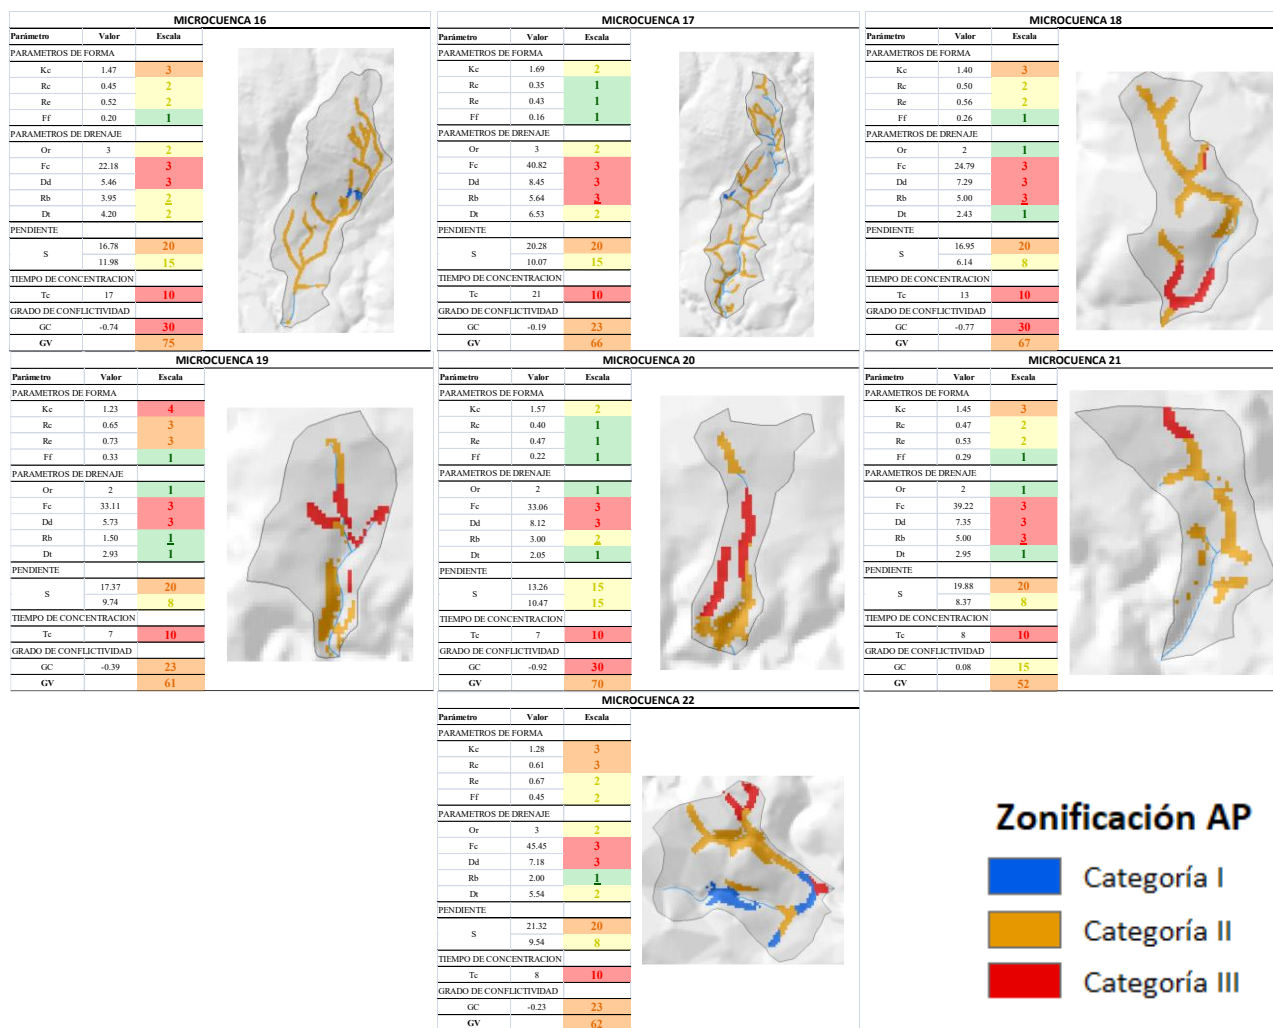 MICROCUENCA 16
Parámetro Valor Escala
PARAMETROS DE FORMA
Kc 1.47 3
Rc 0.45 2
Re 0.52 2
Ff 0.20 1
PARAMETROS DE DRENAJE
Or 3 2
Fc 22.18 3
Dd 5.46 3
Rb 3.95 2
Dt 4.20 2
PENDIENTE
S 16.78 20
11.98 15
TIEMPO DE CONCENTRACION
Tc 17 10
GRADO DE CONFLICTIVIDAD
GC -0.74 30
GV 75
MICROCUENCA 17
Parámetro Valor Escala
PARAMETROS DE FORMA
Kc 1.69 2
Rc 0.35 1
Re 0.43 1
Ff 0.16 1
PARAMETROS DE DRENAJE
Or 3 2
Fc 40.82 3
Dd 8.45 3
Rb 5.64 3
Dt 6.53 2
PENDIENTE
S 20.28 20
10.07 15
TIEMPO DE CONCENTRACION
Tc 21 10
GRADO DE CONFLICTIVIDAD
GC -0.19 23
GV 66
MICROCUENCA 18
Parámetro Valor Escala
PARAMETROS DE FORMA
Kc 1.40 3
Rc 0.50 2
Re 0.56 2
Ff 0.26 1
PARAMETROS DE DRENAJE
Or 2 1
Fc 24.79 3
Dd 7.29 3
Rb 5.00 3
Dt 2.43 1
PENDIENTE
S 16.95 20
6.14 8
TIEMPO DE CONCENTRACION
Tc 13 10
GRADO DE CONFLICTIVIDAD
GC -0.77 30
GV 67
MICROCUENCA 19
Parámetro Valor Escala
PARAMETROS DE FORMA
Kc 1.23 4
Rc 0.65 3
Re 0.73 3
Ff 0.33 1
PARAMETROS DE DRENAJE
Or 2 1
Fc 33.11 3
Dd 5.73 3
Rb 1.50 1
Dt 2.93 1
PENDIENTE
S 17.37 20
9.74 8
TIEMPO DE CONCENTRACION
Tc 7 10
GRADO DE CONFLICTIVIDAD
GC -0.39 23
GV 61
MICROCUENCA 20
Parámetro Valor Escala
PARAMETROS DE FORMA
Kc 1.57 2
Rc 0.40 1
Re 0.47 1
Ff 0.22 1
PARAMETROS DE DRENAJE
Or 2 1
Fc 33.06 3
Dd 8.12 3
Rb 3.00 2
Dt 2.05 1
PENDIENTE
S 13.26 15
10.47 15
TIEMPO DE CONCENTRACION
Tc 7 10
GRADO DE CONFLICTIVIDAD
GC -0.92 30
GV 70
MICROCUENCA 21
Parámetro Valor Escala
PARAMETROS DE FORMA
Kc 1.45 3
Rc 0.47 2
Re 0.53 2
Ff 0.29 1
PARAMETROS DE DRENAJE
Or 2 1
Fc 39.22 3
Dd 7.35 3
Rb 5.00 3
Dt 2.95 1
PENDIENTE
S 19.88 20
8.37 8
TIEMPO DE CONCENTRACION
Tc 8 10
GRADO DE CONFLICTIVIDAD
GC 0.08 15
GV 52
MICROCUENCA 22
Parámetro Valor Escala
PARAMETROS DE FORMA
Kc 1.28 3
Rc 0.61 3
Re 0.67 2
Ff 0.45 2
PARAMETROS DE DRENAJE
Or 3 2
Fc 45.45 3
Dd 7.18 3
Rb 2.00 1
Dt 5.54 2
PENDIENTE
S 21.32 20
9.54 8
TIEMPO DE CONCENTRACION
Tc 8 10
GRADO DE CONFLICTIVIDAD
GC -0.23 23
GV 62
Zonificación AP
Categoría I
Categoría II
Categoría III